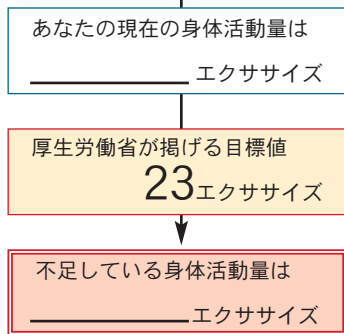 あなたの現在の身体活動量は
エクササイズ
厚生労働省が掲げる目標値
23エクササイズ
不足している身体活動量は
エクササイズ